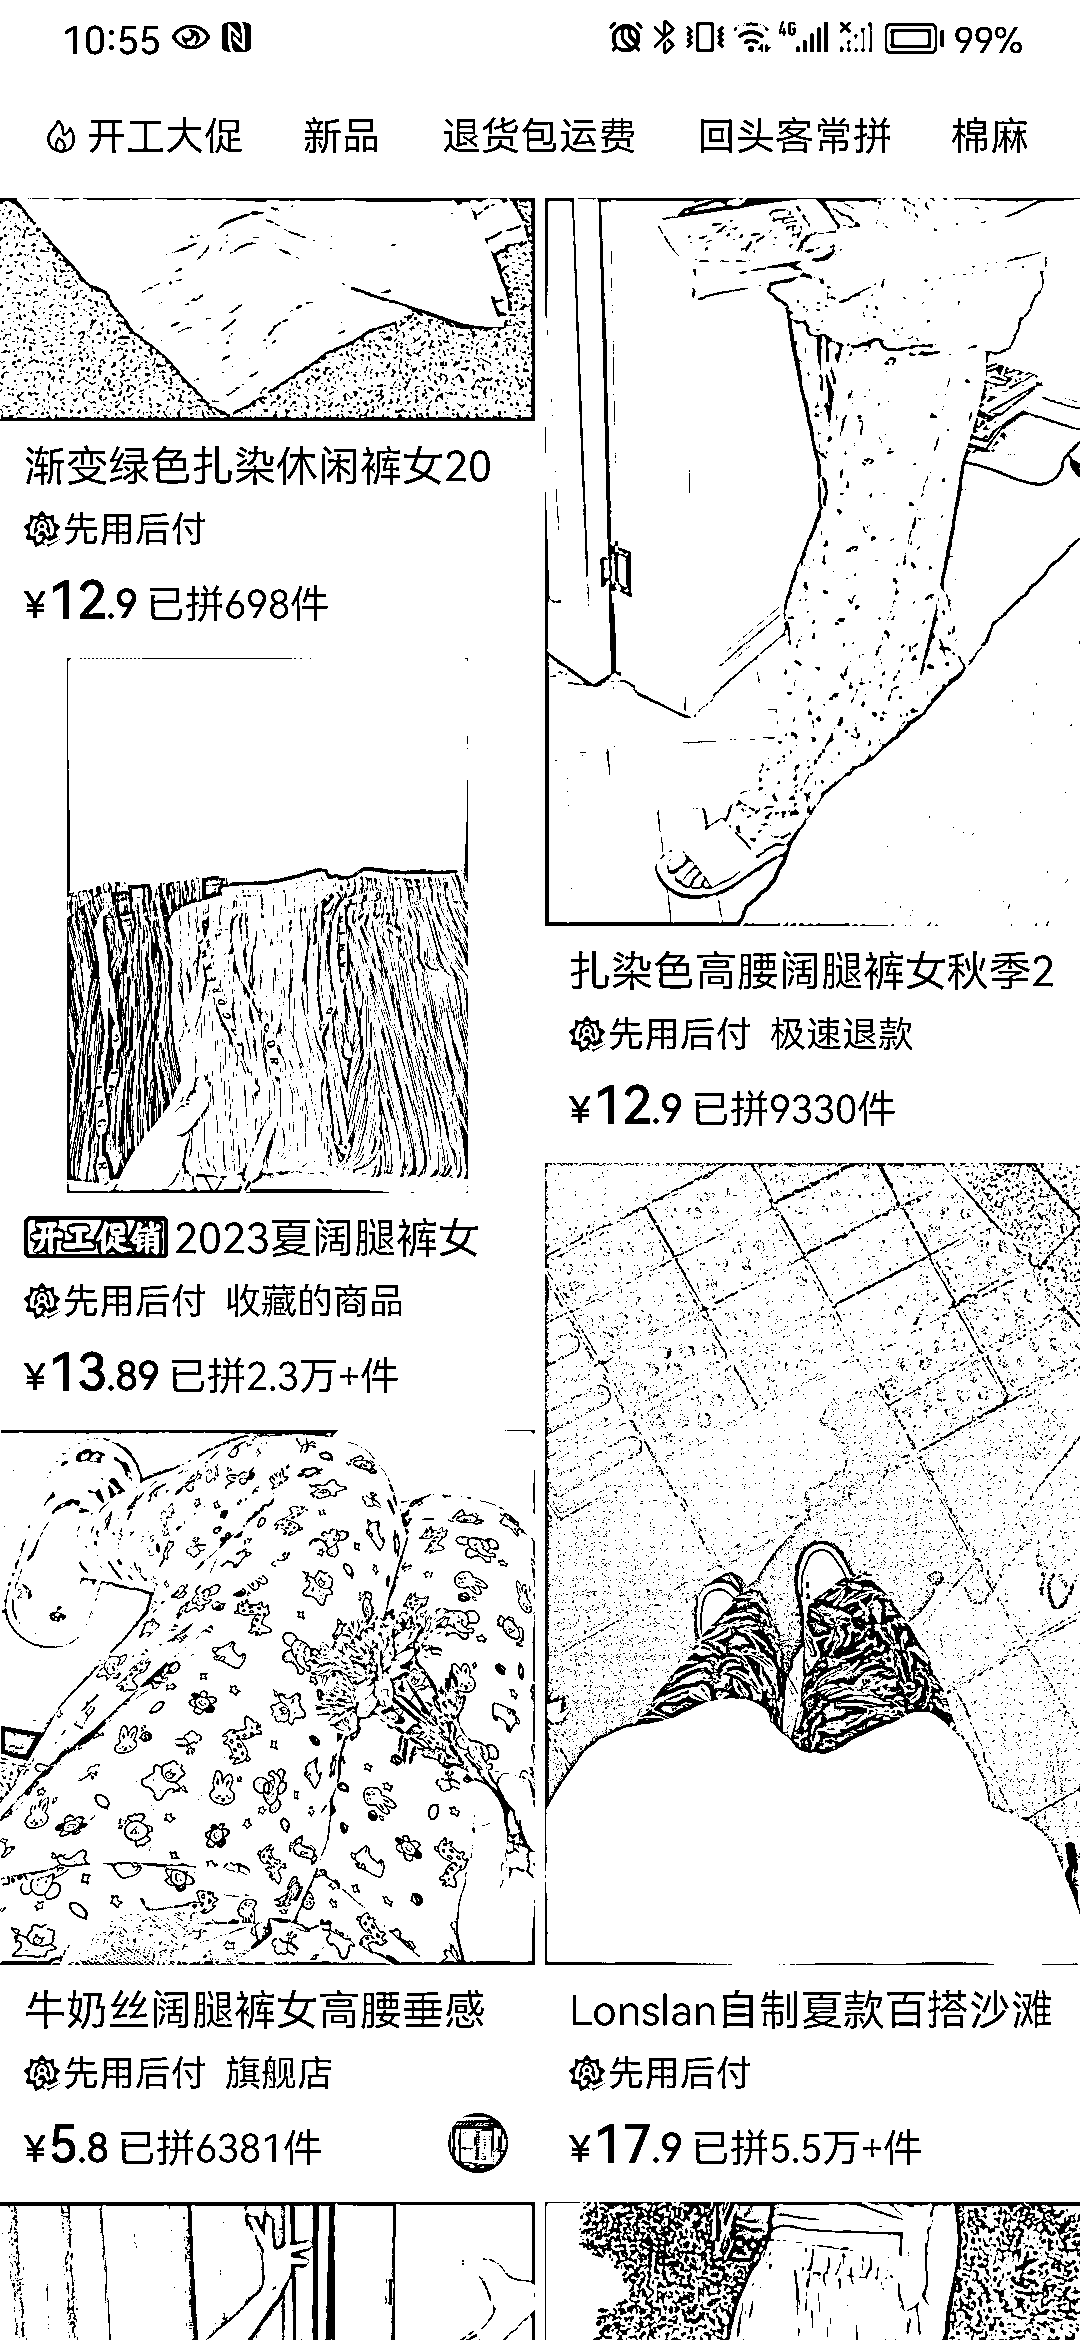 10:55 4G 99%
开工大促 新品 退货包运费 回头客常拼 棉麻
渐变绿色扎染休闲裤女20
先用后付
¥12.9 已拼698件
扎染色高腰阔腿裤女秋季2
先用后付 极速退款
¥12.9 已拼9330件
开工促销 2023夏阔腿裤女
先用后付 收藏的商品
¥13.89 已拼2.3万+件
牛奶丝阔腿裤女高腰垂感
先用后付 旗舰店
¥5.8 已拼6381件
Lonslan自制夏款百搭沙滩
先用后付
¥17.9 已拼5.5万+件